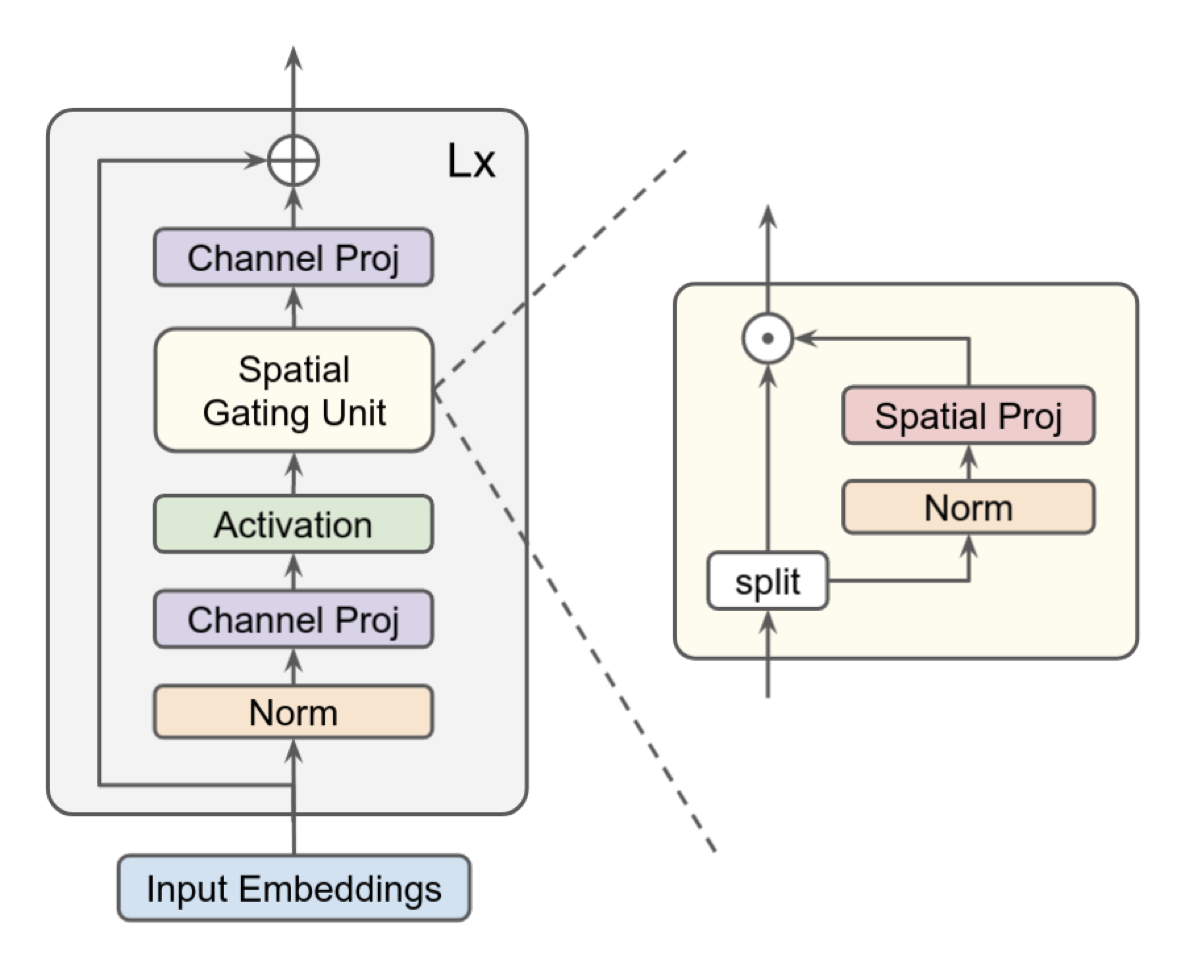 Lx
Channel Proj
Spatial
Gating Unit
Activation
Channel Proj
Norm
Input Embeddings
Spatial Proj
Norm
split